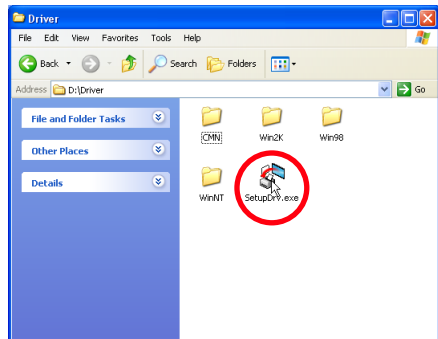 Driver
File Edit View Favorites Tools Help
Back Search Folders
Address D:\Driver Go
File and Folder Tasks
Other Places
Details
CMN Win2K Win98
WinNT SetupDrv.exe